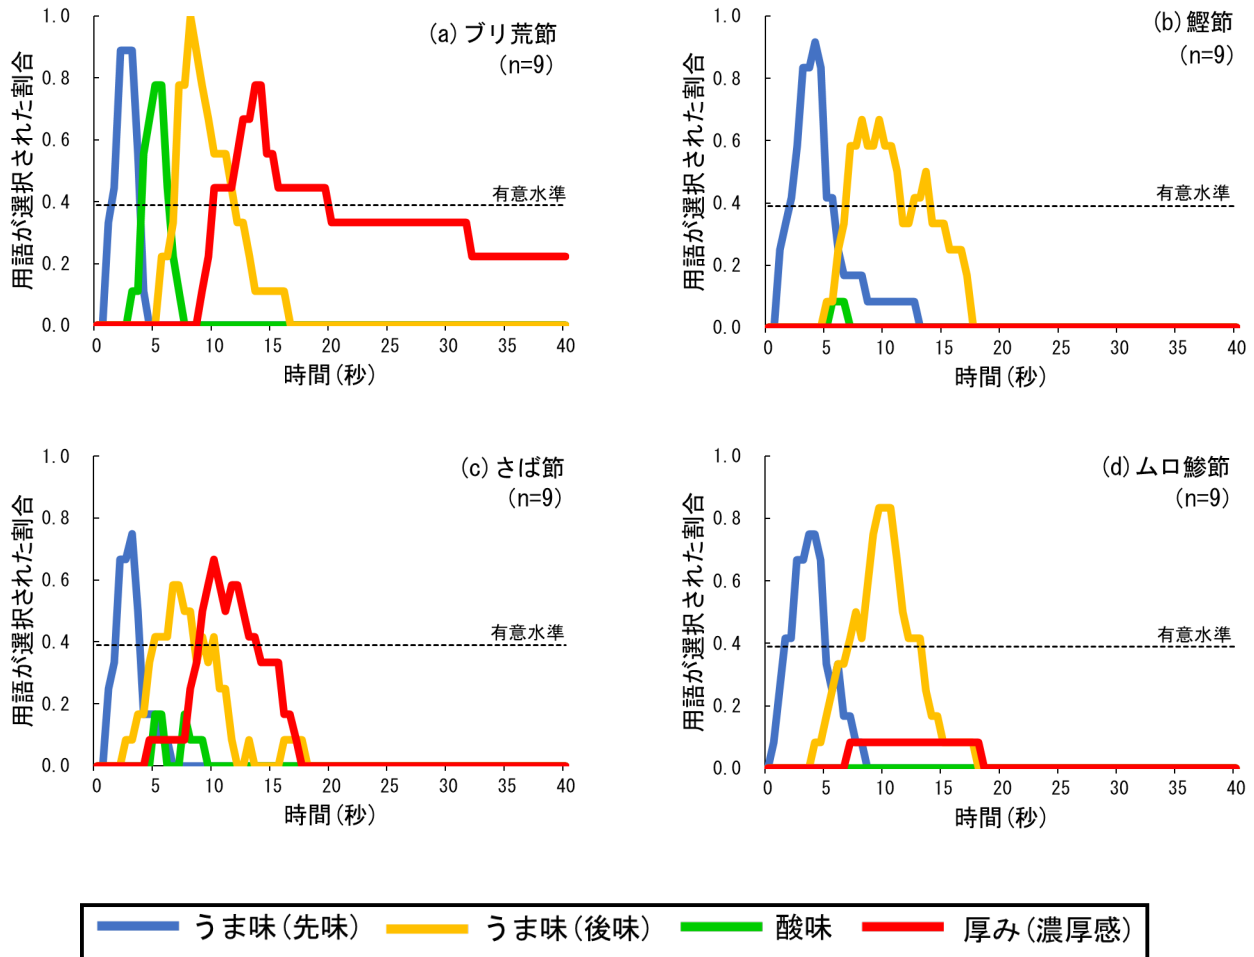 (a) ブリ荒節
(n=9)
用語が選択された割合
1.0
0.8
0.6
0.4
0.2
0.0
有意水準
0 5 10 15 20 25 30 35 40
時間(秒)
(b) 鰹節
(n=9)
用語が選択された割合
1.0
0.8
0.6
0.4
0.2
0.0
有意水準
0 5 10 15 20 25 30 35 40
時間(秒)
(c) さば節
(n=9)
用語が選択された割合
1.0
0.8
0.6
0.4
0.2
0.0
有意水準
0 5 10 15 20 25 30 35 40
時間(秒)
(d) ムロ鯵節
(n=9)
用語が選択された割合
1.0
0.8
0.6
0.4
0.2
0.0
有意水準
0 5 10 15 20 25 30 35 40
時間(秒)
うま味(先味) うま味(後味) 酸味 厚み(濃厚感)